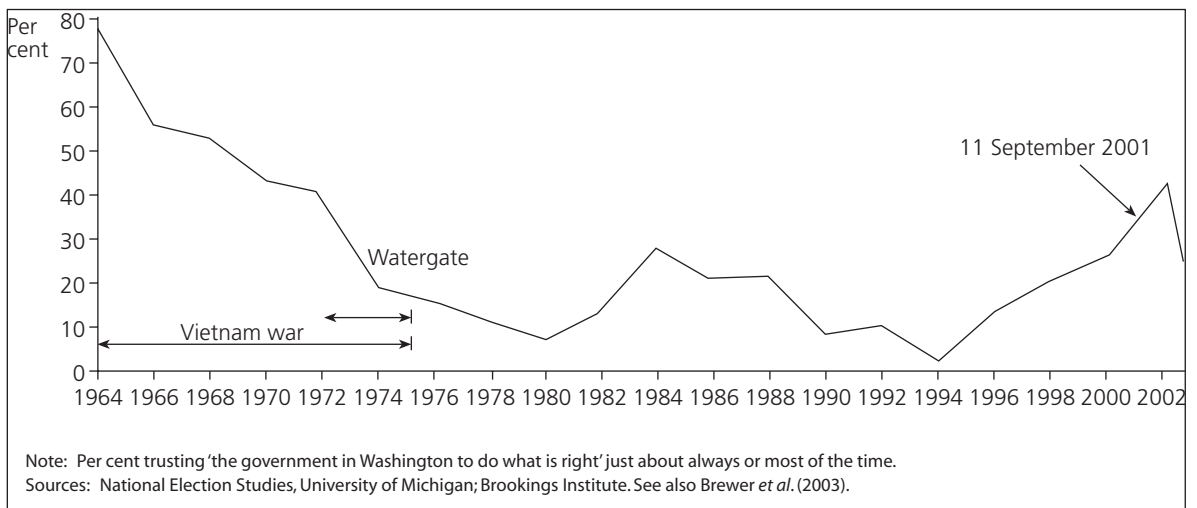 Per
cent
80
70
60
50
40
30
20
10
0
11 September 2001
Watergate
Vietnam war
1964 1966 1968 1970 1972 1974 1976 1978 1980 1982 1984 1986 1988 1990 1992 1994 1996 1998 2000 2002
Note: Per cent trusting 'the government in Washington to do what is right' just about always or most of the time.
Sources: National Election Studies, University of Michigan; Brookings Institute. See also Brewer et al. (2003).